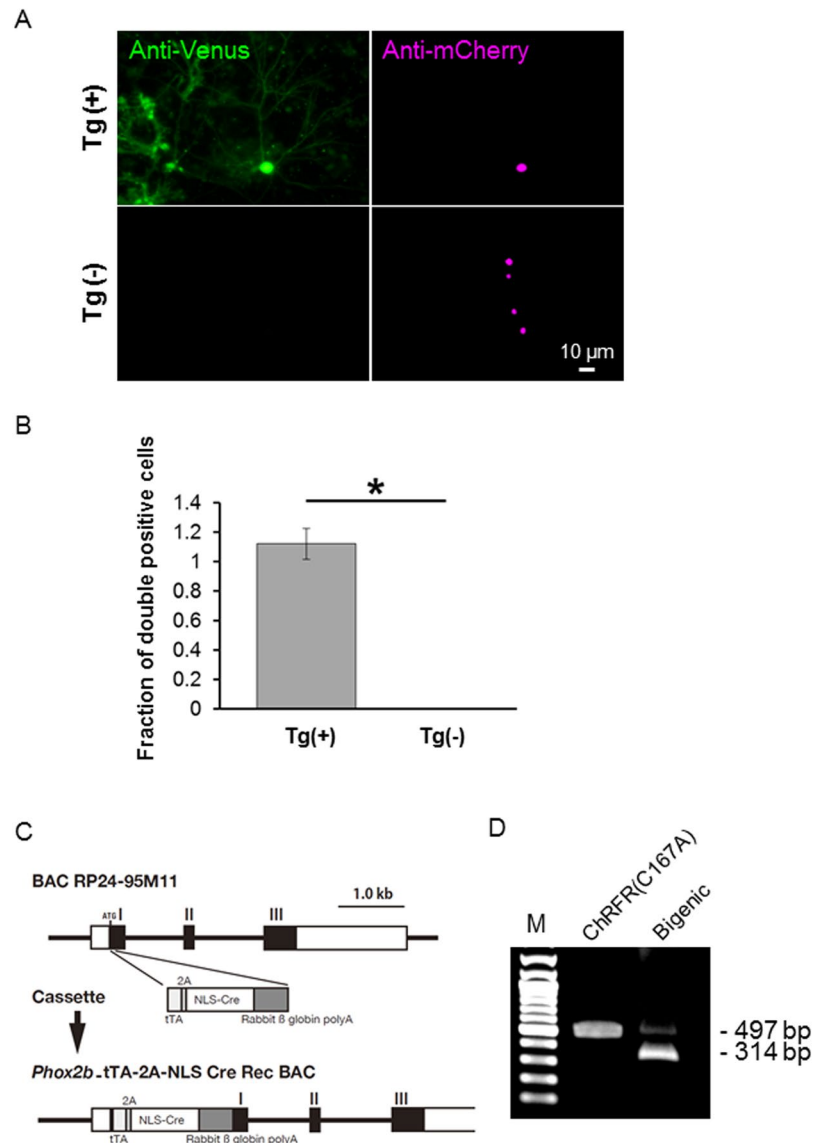 A
Anti-Venus
Anti-mCherry
Tg(+)
Tg(-)
10 µm
B
Fraction of double positive cells
1.4
1.2
1
0.8
0.6
0.4
0.2
0
*
Tg(+)
Tg(-)
C
BAC RP24-95M11
1.0 kb
ATG
I
II
III
2A
Cassette
NLS-Cre
tTA
Rabbit ß globin polyA
Phox2b-tTA-2A-NLS Cre Rec BAC
2A
I
II
III
NLS-Cre
tTA
Rabbit ß globin polyA
D
M
ChRFR(C167A)
Bigenic
- 497 bp
- 314 bp